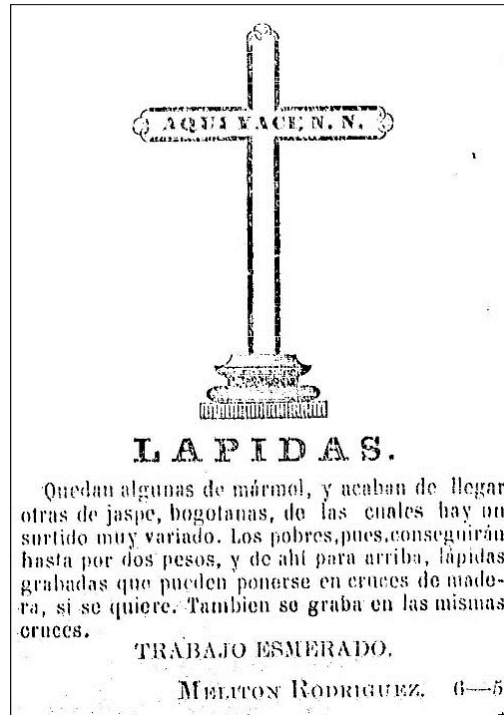 AQUI YACE, N. N.
LAPIDAS.
Quedan algunas de mármol, y acaban de llegar
otras de jaspe, bogotanas, de las cuales hay un
surtido muy variado. Los pobres, pues, conseguirán
hasta por dos pesos, y de ahí para arriba, lápidas
grabadas que pueden ponerse en cruces de made-
ra, si se quiere. Tambien se graba en las mismas
cruces.
TRABAJO ESMERADO.
MELITON RODRIGUEZ. 6—5